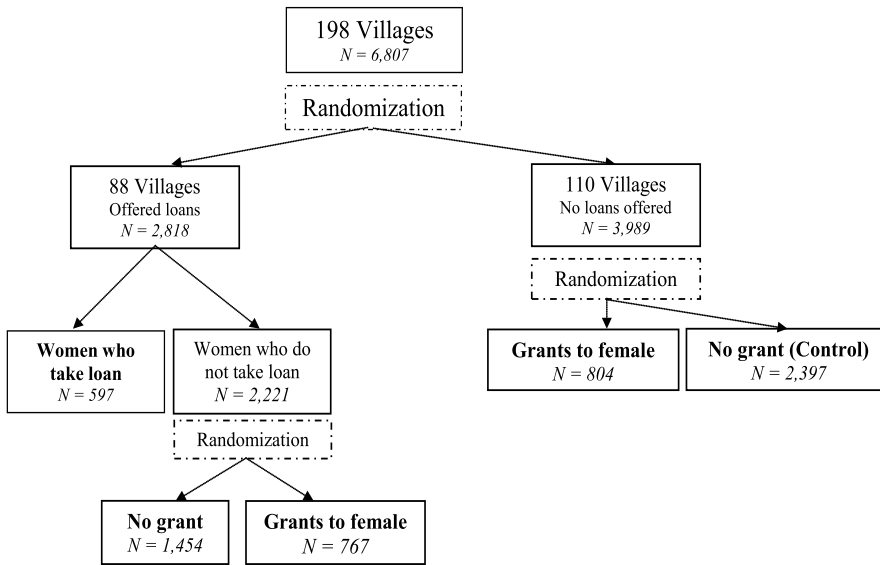 198 Villages
N = 6,807
Randomization
88 Villages
Offered loans
N = 2,818
110 Villages
No loans offered
N = 3,989
Randomization
Women who
take loan
N = 597
Women who do
not take loan
N = 2,221
Grants to female
N = 804
No grant (Control)
N = 2,397
Randomization
No grant
N = 1,454
Grants to female
N = 767